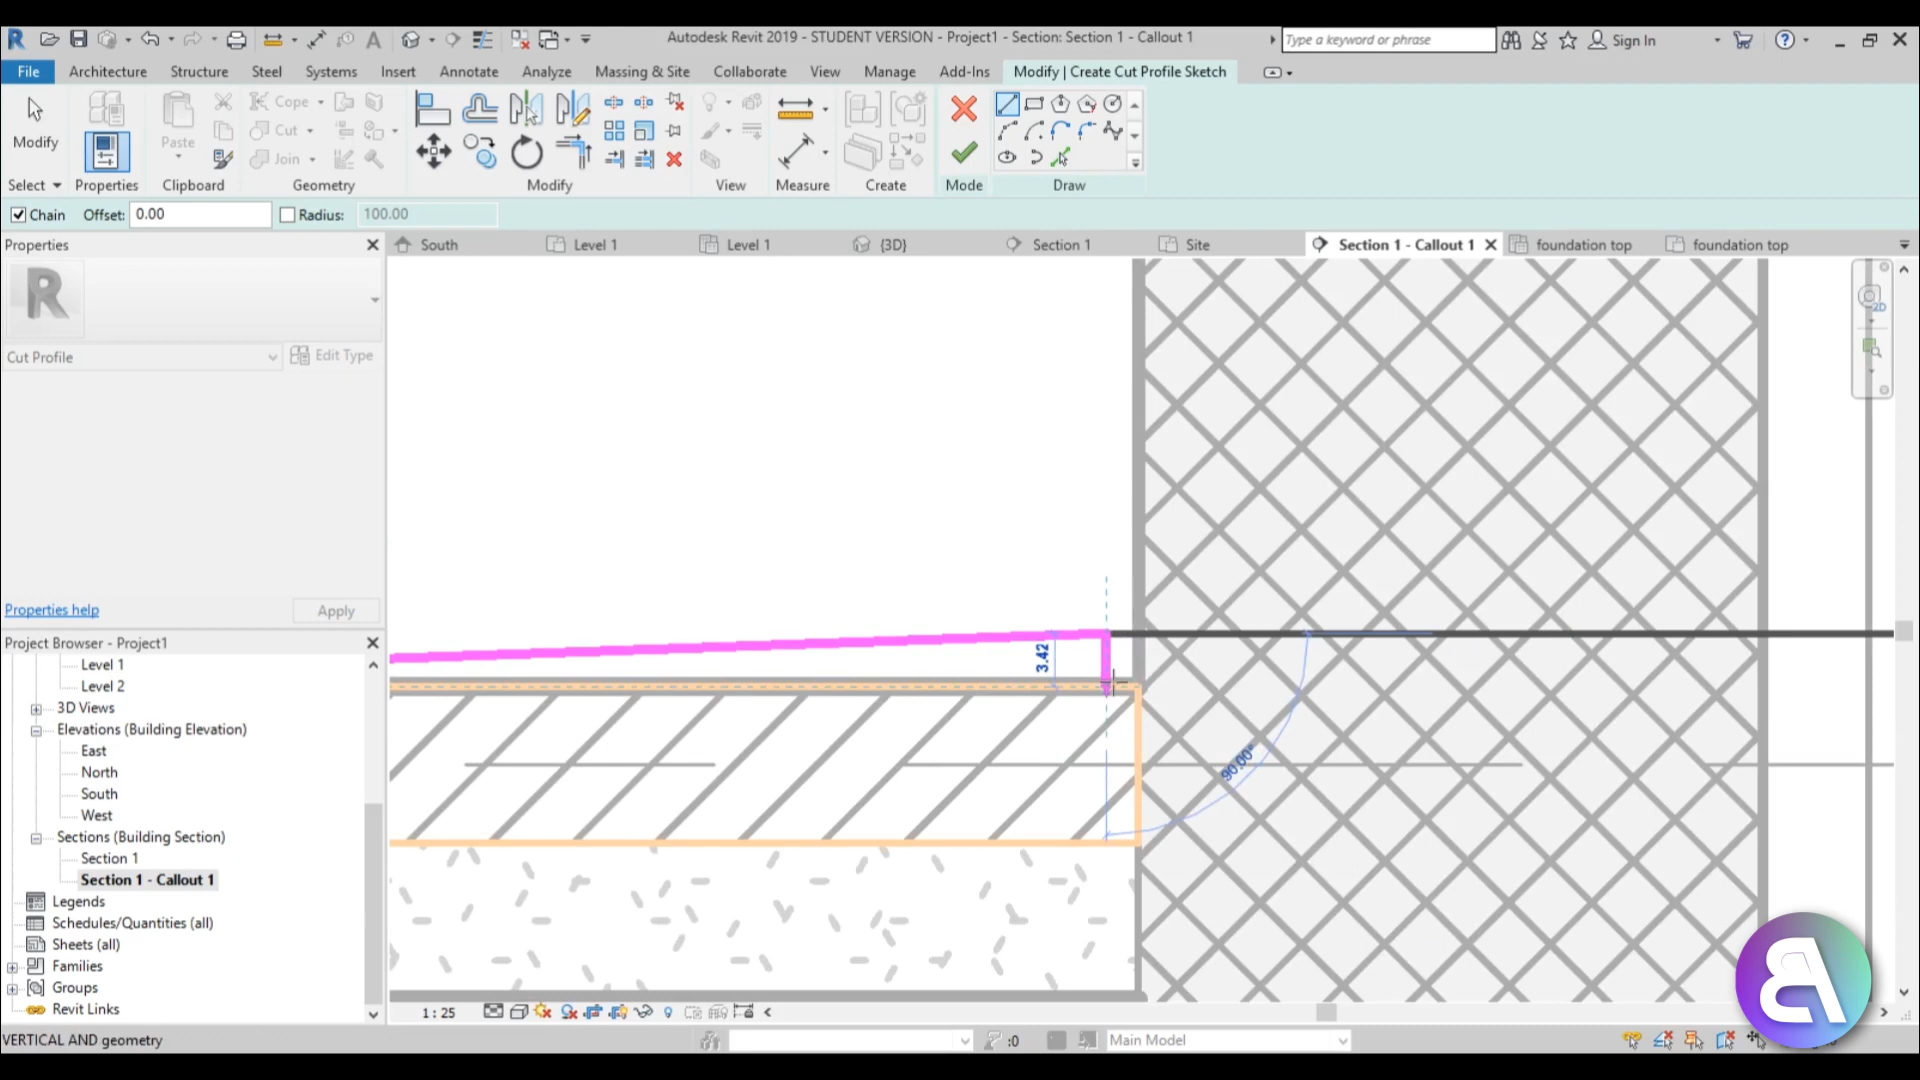 Autodesk Revit 2019 - STUDENT VERSION - Project1 - Section: Section 1 - Callout 1
Type a keyword or phrase
Sign In
File Architecture Structure Steel Systems Insert Annotate Analyze Massing & Site Collaborate View Manage Add-Ins Modify | Create Cut Profile Sketch
Modify
Paste
Cope
Cut
Join
Select Properties Clipboard Geometry Modify View Measure Create Mode Draw
Chain Offset: 0.00 Radius: 100.00
Properties
South Level 1 Level 1 {3D} Section 1 Site Section 1 - Callout 1 foundation top foundation top
R
2D
Cut Profile Edit Type
Properties help Apply
Project Browser - Project1
Level 1
Level 2
3D Views
Elevations (Building Elevation)
East
North
South
West
Sections (Building Section)
Section 1
Section 1 - Callout 1
Legends
Schedules/Quantities (all)
Sheets (all)
Families
Groups
Revit Links
3.42
90.00°
1 : 25
VERTICAL AND geometry
:0
Main Model